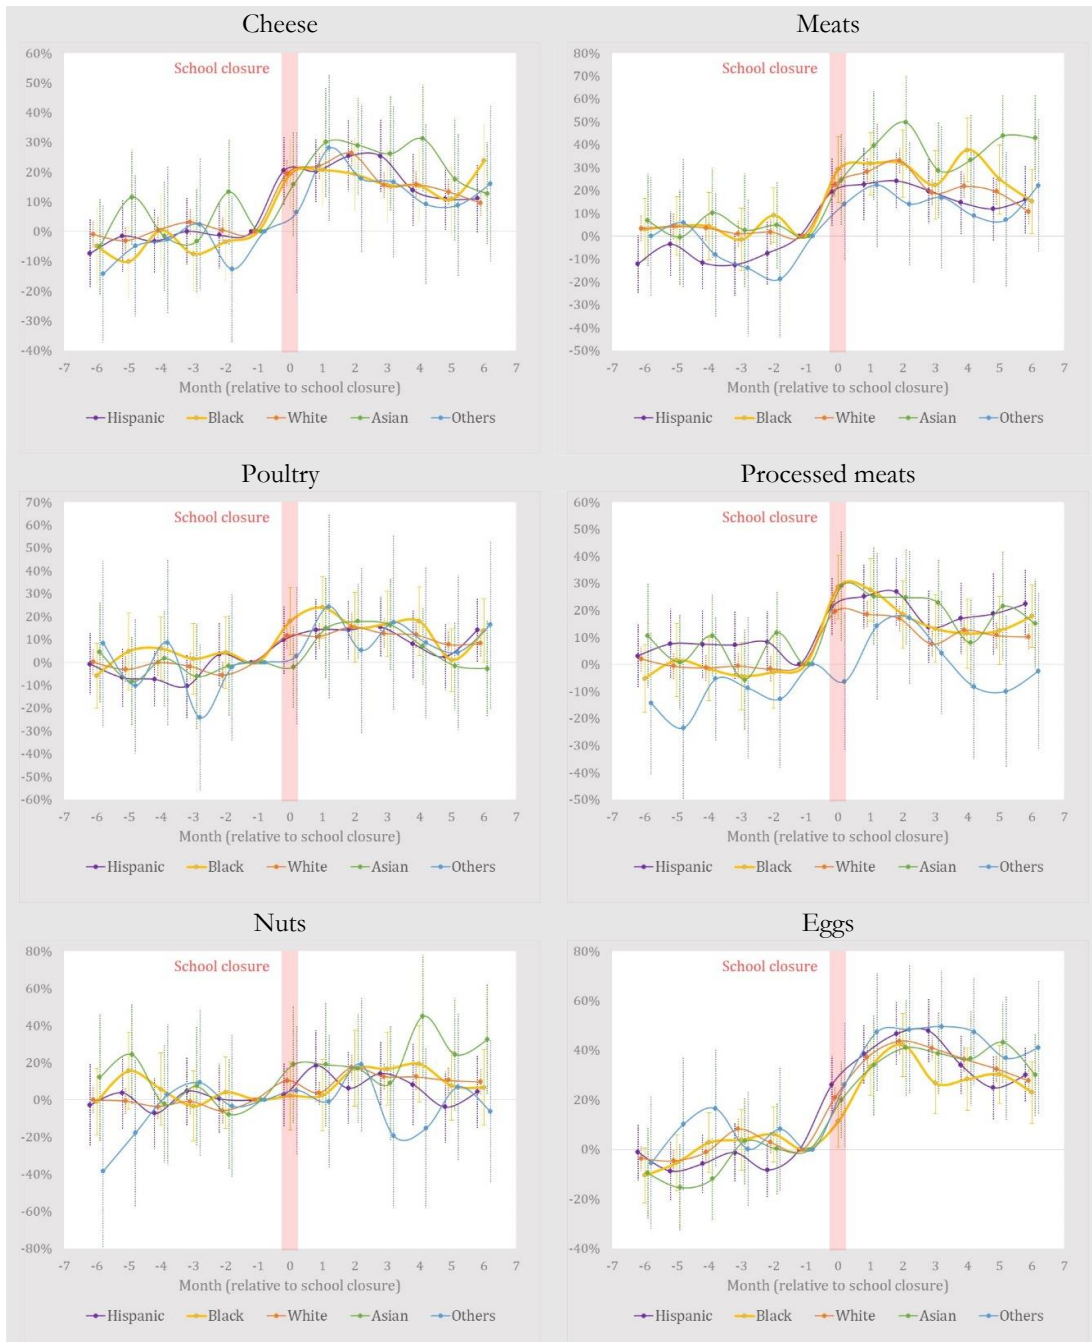 Cheese
60%
50%
40%
30%
20%
10%
0%
-10%
-20%
-30%
-40%
School closure
-7 -6 -5 -4 -3 -2 -1 0 1 2 3 4 5 6 7
Month (relative to school closure)
Hispanic Black White Asian Others
Meats
80%
70%
60%
50%
40%
30%
20%
10%
0%
-10%
-20%
-30%
-40%
-50%
School closure
-7 -6 -5 -4 -3 -2 -1 0 1 2 3 4 5 6 7
Month (relative to school closure)
Hispanic Black White Asian Others
Poultry
70%
60%
50%
40%
30%
20%
10%
0%
-10%
-20%
-30%
-40%
-50%
-60%
School closure
-7 -6 -5 -4 -3 -2 -1 0 1 2 3 4 5 6 7
Month (relative to school closure)
Hispanic Black White Asian Others
Processed meats
60%
50%
40%
30%
20%
10%
0%
-10%
-20%
-30%
-40%
-50%
School closure
-7 -6 -5 -4 -3 -2 -1 0 1 2 3 4 5 6 7
Month (relative to school closure)
Hispanic Black White Asian Others
Nuts
80%
60%
40%
20%
0%
-20%
-40%
-60%
-80%
School closure
-7 -6 -5 -4 -3 -2 -1 0 1 2 3 4 5 6 7
Month (relative to school closure)
Hispanic Black White Asian Others
Eggs
80%
60%
40%
20%
0%
-20%
-40%
School closure
-7 -6 -5 -4 -3 -2 -1 0 1 2 3 4 5 6 7
Month (relative to school closure)
Hispanic Black White Asian Others